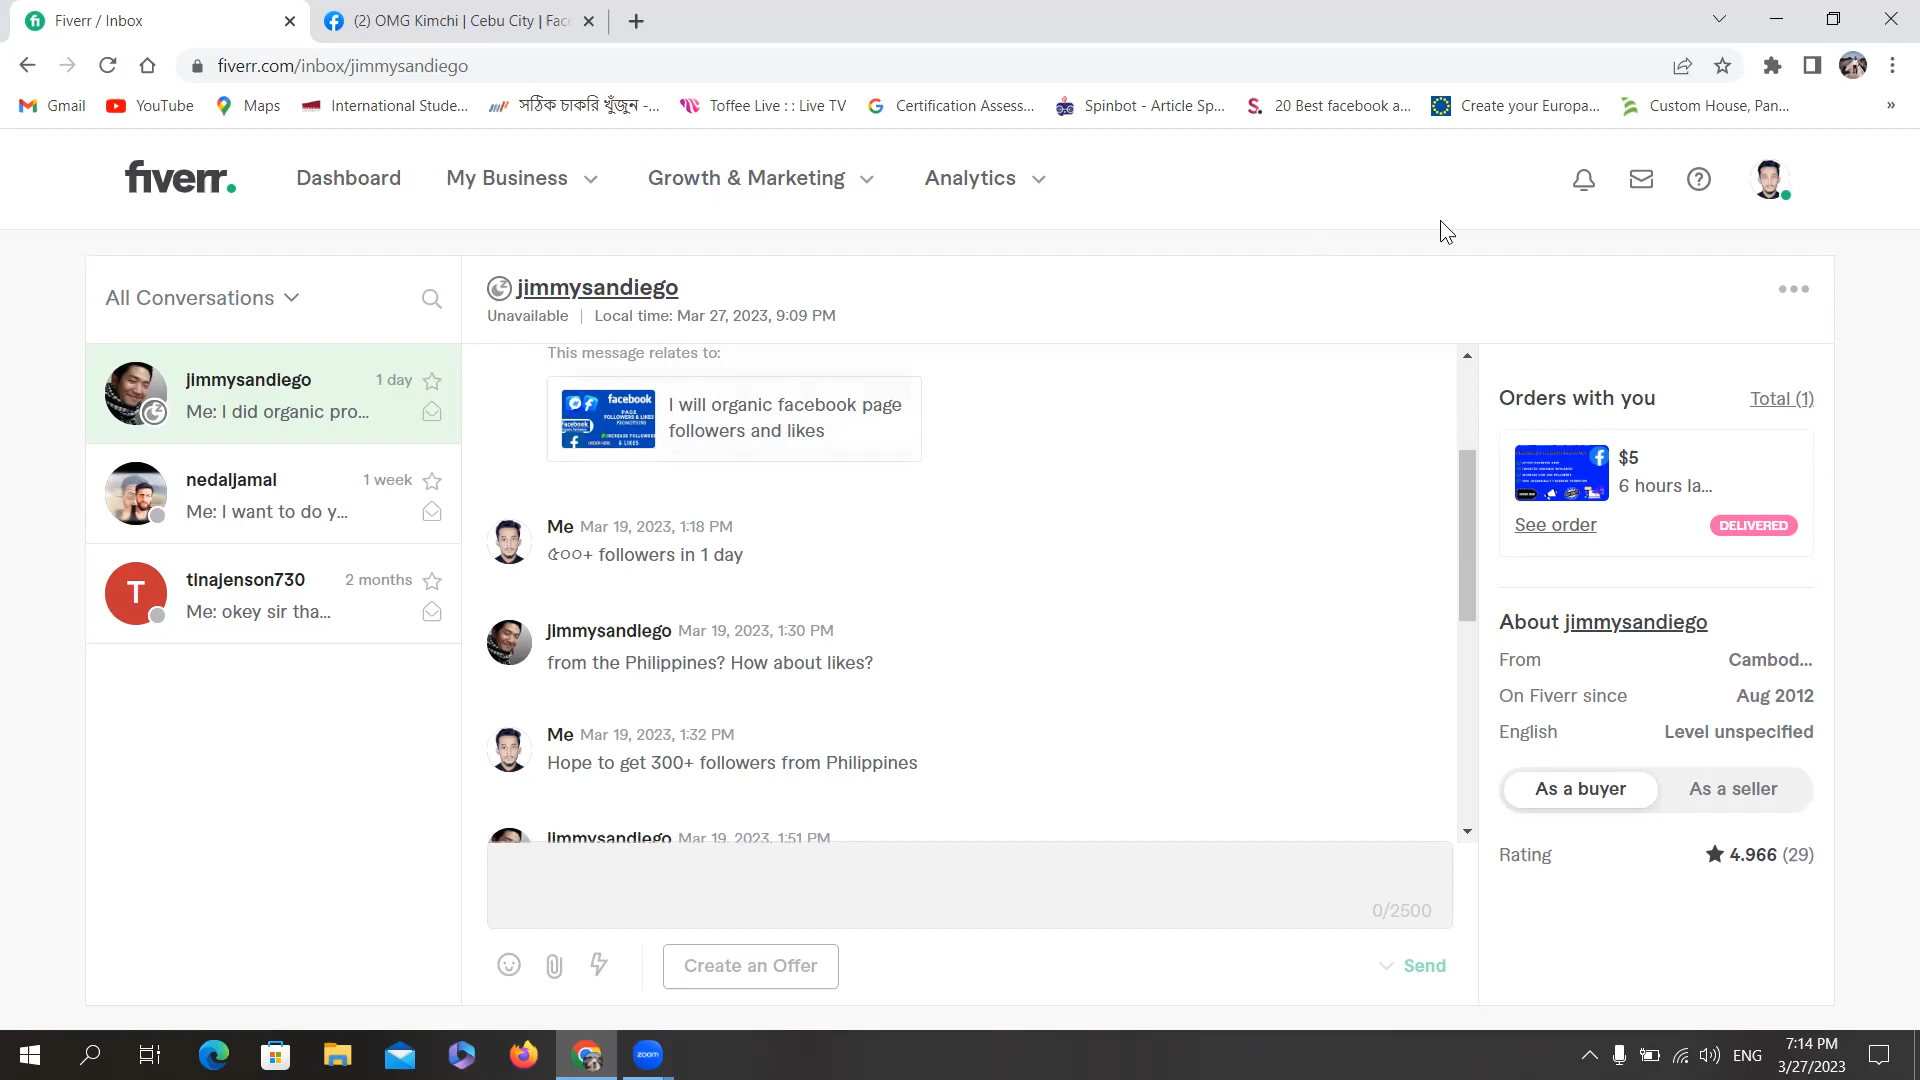 Fiverr / Inbox
(2) OMG Kimchi | Cebu City | Fac
fiverr.com/inbox/jimmysandiego
Gmail
YouTube
Maps
International Stude...
সঠিক চাকরি খুঁজুন -...
Toffee Live : : Live TV
Certification Assess...
Spinbot - Article Sp...
20 Best facebook a...
Create your Europa...
Custom House, Pan...
»
fiverr.
Dashboard
My Business
Growth & Marketing
Analytics
All Conversations
jimmysandiego
Unavailable | Local time: Mar 27, 2023, 9:09 PM
jimmysandiego 1 day
Me: I did organic pro...
nedaljamal 1 week
Me: I want to do y...
T
tinajenson730 2 months
Me: okey sir tha...
This message relates to:
facebook
PAGE
FOLLOWERS & LIKES
PROMOTIONS
I will organic facebook page
followers and likes
Me Mar 19, 2023, 1:18 PM
৫০০+ followers in 1 day
jimmysandiego Mar 19, 2023, 1:30 PM
from the Philippines? How about likes?
Me Mar 19, 2023, 1:32 PM
Hope to get 300+ followers from Philippines
jimmysandiego Mar 19, 2023, 1:51 PM
0/2500
Create an Offer
Send
Orders with you
Total (1)
$5
6 hours la...
See order
DELIVERED
About jimmysandiego
From Cambod...
On Fiverr since Aug 2012
English Level unspecified
As a buyer
As a seller
Rating 4.966 (29)
zoom
ENG
7:14 PM
3/27/2023